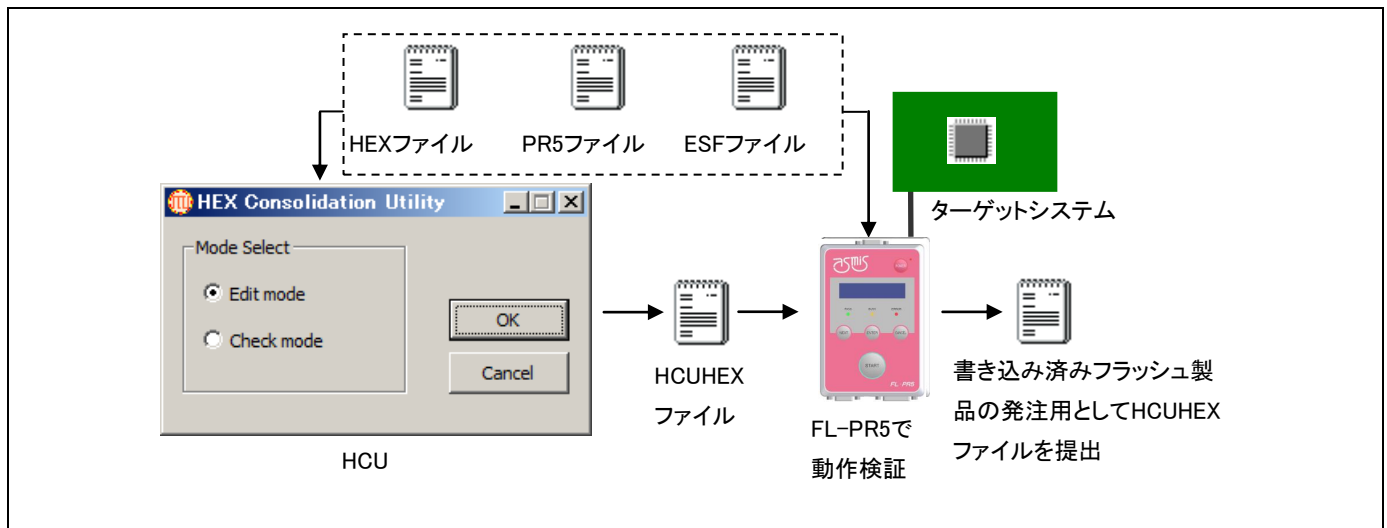 HEXファイル
PR5ファイル
ESFファイル
HEX Consolidation Utility
Mode Select
Edit mode
Check mode
OK
Cancel
HCU
HCUHEX
ファイル
ターゲットシステム
asmis
START
FL-PR5
FL-PR5で
動作検証
書き込み済みフラッシュ製
品の発注用としてHCUHEX
ファイルを提出